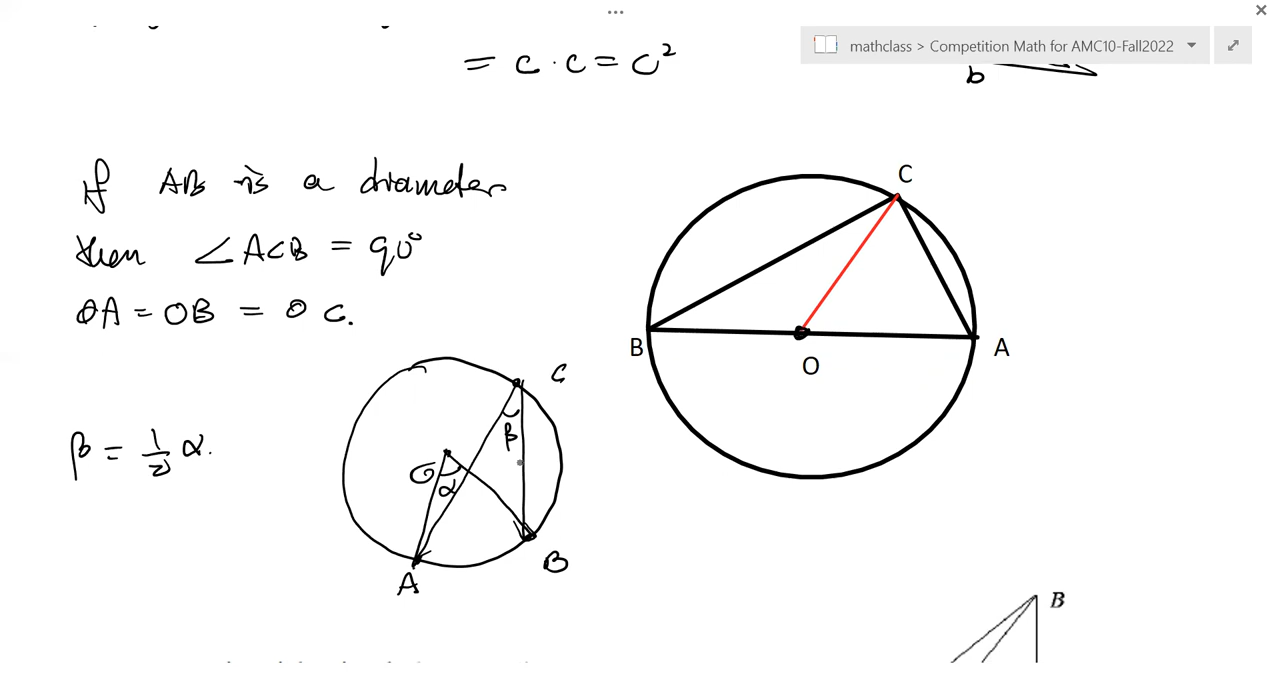 ...
mathclass > Competition Math for AMC10-Fall2022
= c · c = c²
b
If AB is a diameter
then ∠ACB = 90°
OA = OB = OC.
C
B
O
A
C
β = 1/2 α.
β
O
α
A
B
B